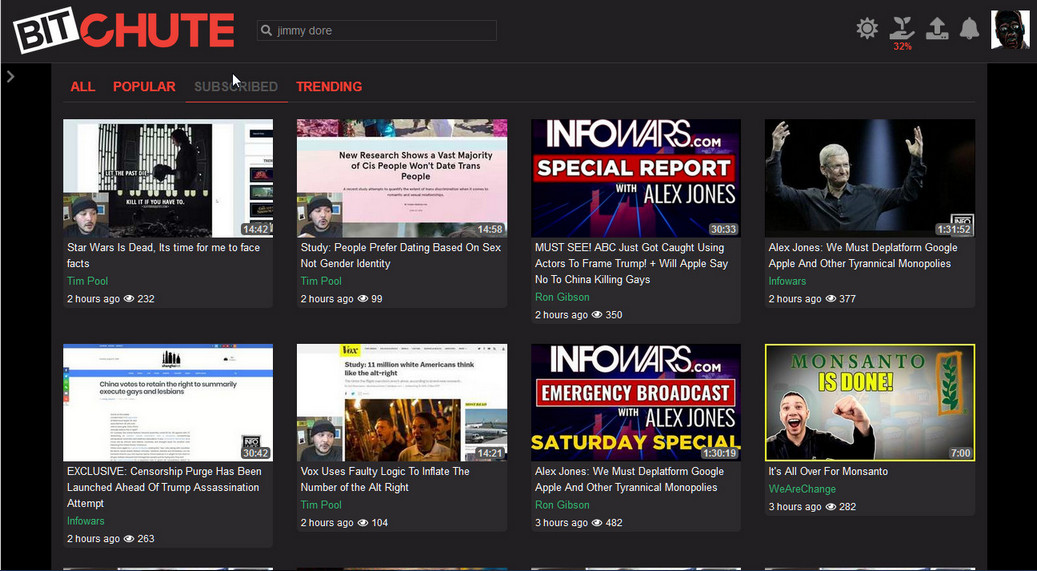 BITCHUTE
jimmy dore
32%
ALL POPULAR SUBSCRIBED TRENDING
LET THE PAST DIE.
KILL IT IF YOU HAVE TO.
14:42
Star Wars Is Dead, Its time for me to face
facts
Tim Pool
2 hours ago 232
New Research Shows a Vast Majority
of Cis People Won't Date Trans
People
14:58
Study: People Prefer Dating Based On Sex
Not Gender Identity
Tim Pool
2 hours ago 99
INFOWARS.COM
SPECIAL REPORT
WITH ALEX JONES
30:33
MUST SEE! ABC Just Got Caught Using
Actors To Frame Trump! + Will Apple Say
No To China Killing Gays
Ron Gibson
2 hours ago 350
INFO
1:31:52
Alex Jones: We Must Deplatform Google
Apple And Other Tyrannical Monopolies
Infowars
2 hours ago 377
shanghaiist
China votes to retain the right to summarily
execute gays and lesbians
INFO
30:42
EXCLUSIVE: Censorship Purge Has Been
Launched Ahead Of Trump Assassination
Attempt
Infowars
2 hours ago 263
Vox
Study: 11 million white Americans think
like the alt-right
14:21
Vox Uses Faulty Logic To Inflate The
Number of the Alt Right
Tim Pool
2 hours ago 104
INFOWARS.COM
EMERGENCY BROADCAST
WITH ALEX JONES
SATURDAY SPECIAL
1:30:19
Alex Jones: We Must Deplatform Google
Apple And Other Tyrannical Monopolies
Ron Gibson
3 hours ago 482
MONSANTO
IS DONE!
7:00
It's All Over For Monsanto
WeAreChange
3 hours ago 282